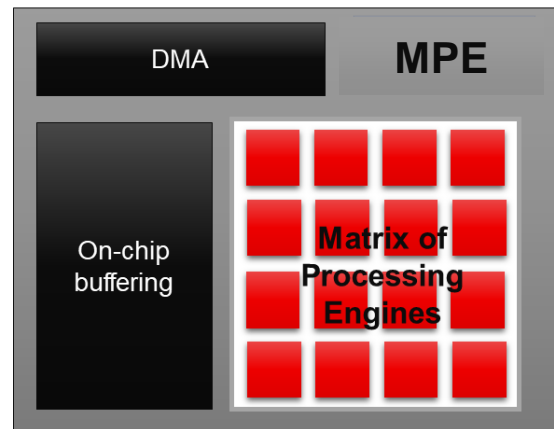 DMA
MPE
On-chip
buffering
Matrix of
Processing
Engines